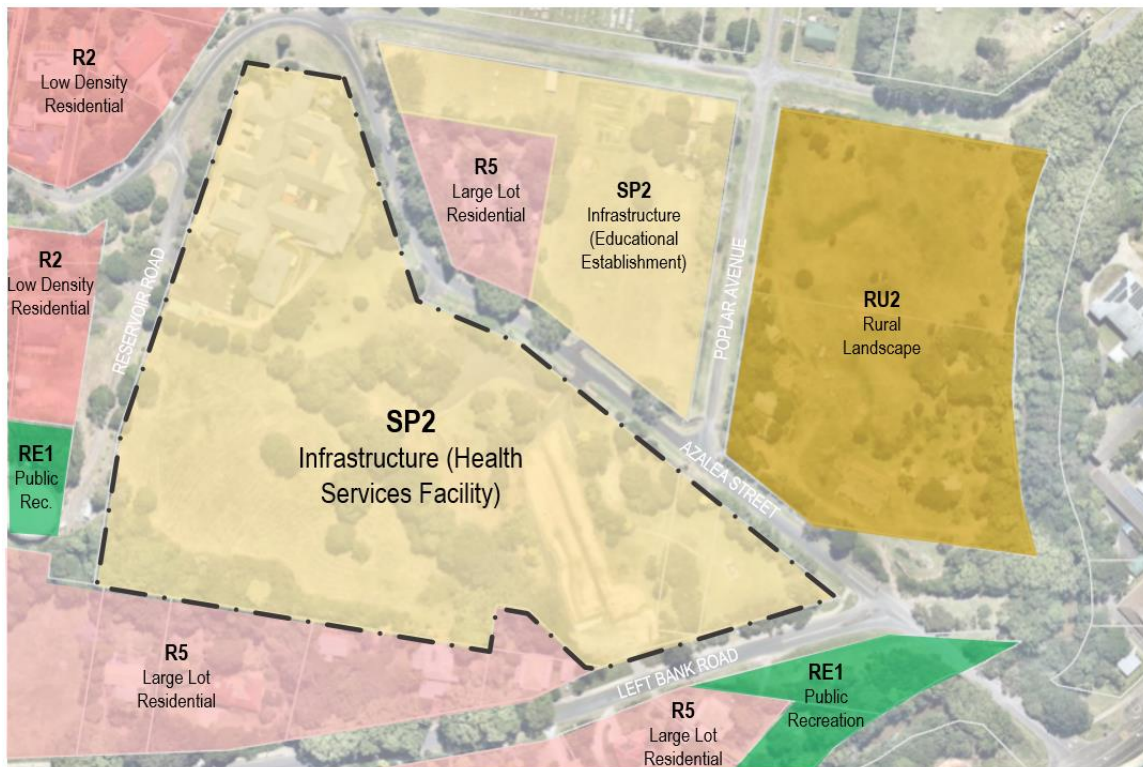 R2
Low Density
Residential
R5
Large Lot
Residential
SP2
Infrastructure
(Educational
Establishment)
R2
Low Density
Residential
RESERVOIR ROAD
POPLAR AVENUE
RU2
Rural
Landscape
SP2
Infrastructure (Health
Services Facility)
RE1
Public
Rec.
AZALEA STREET
R5
Large Lot
Residential
LEFT BANK ROAD
RE1
Public
Recreation
R5
Large Lot
Residential